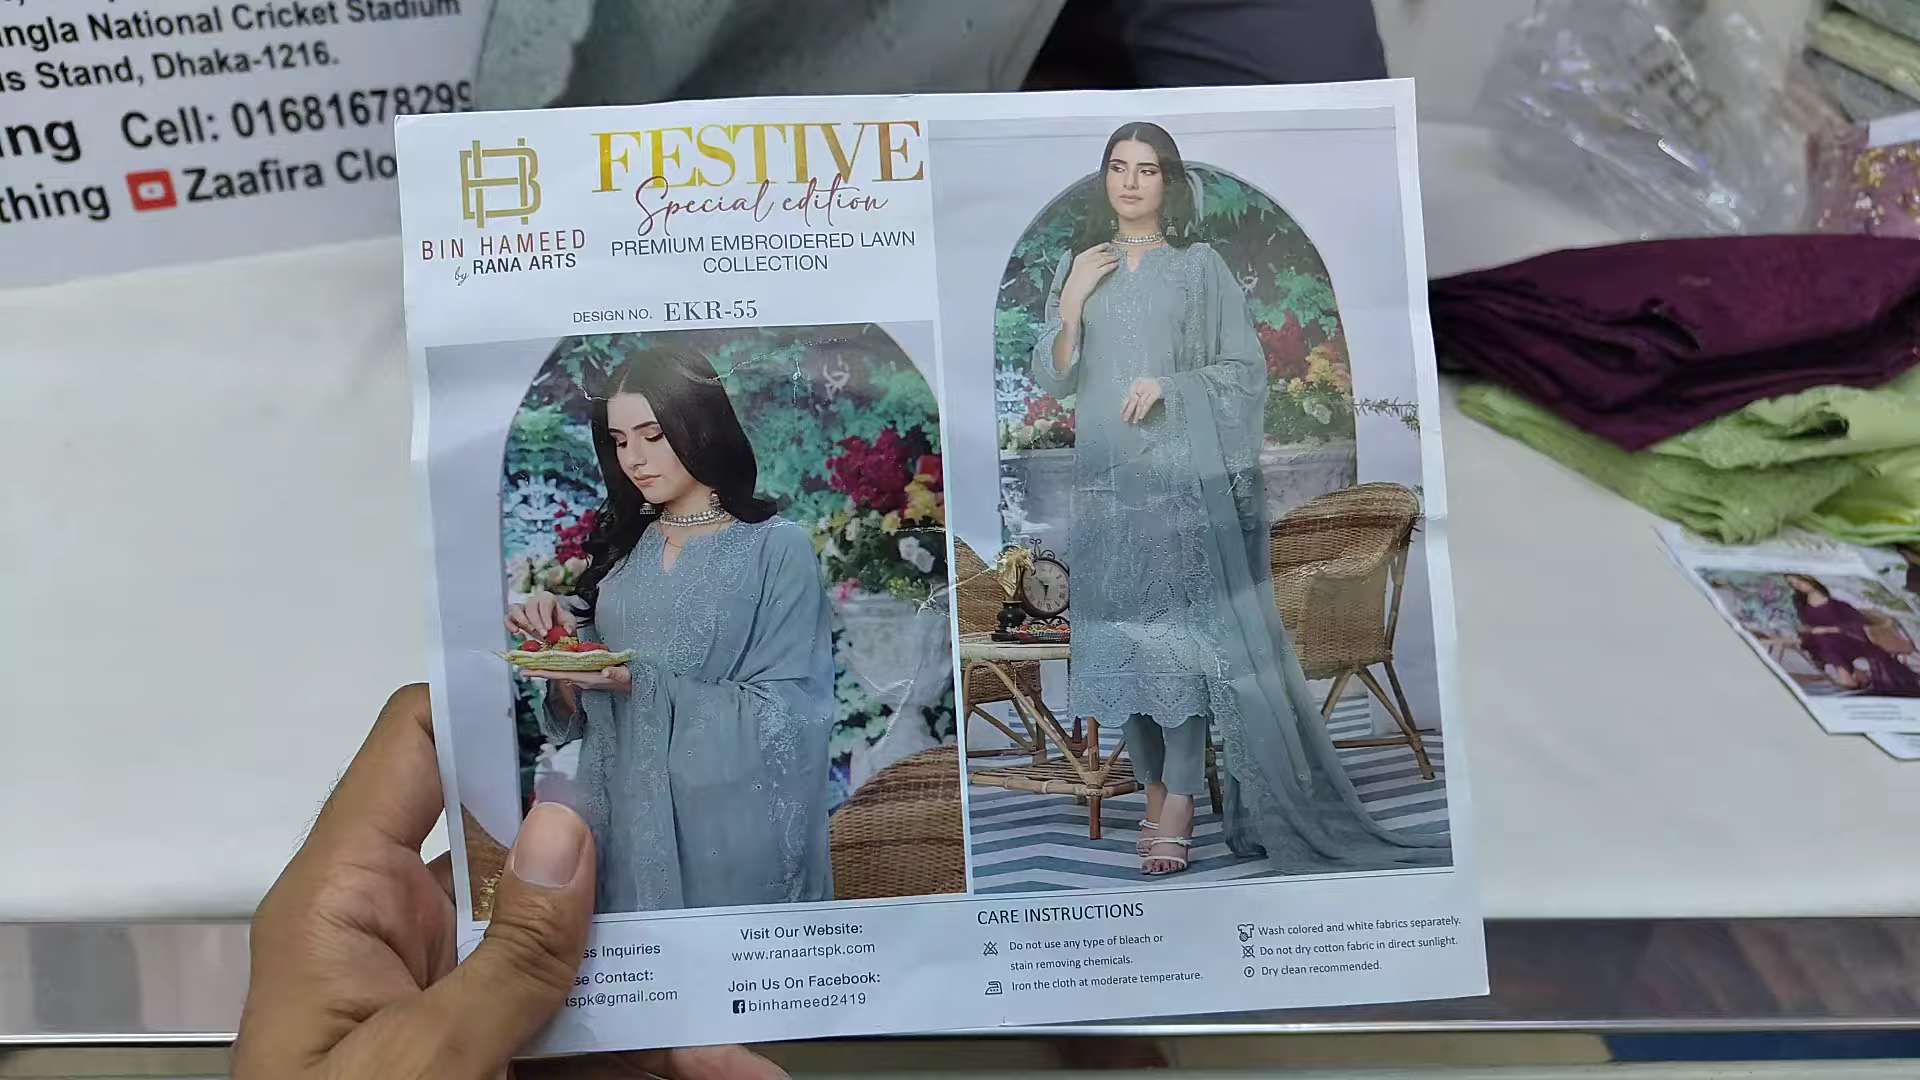 ngla National Cricket Stadium
Stand, Dhaka-1216.
Cell: 01681678299
thing Zaafira Clo
BIN HAMEED
by RANA ARTS
FESTIVE
Special edition
PREMIUM EMBROIDERED LAWN
COLLECTION
DESIGN NO. EKR-55
ss Inquiries
se Contact:
tspk@gmail.com
Visit Our Website:
www.ranaartspk.com
Join Us On Facebook:
binhameed2419
CARE INSTRUCTIONS
Do not use any type of bleach or
stain removing chemicals.
Iron the cloth at moderate temperature.
Wash colored and white fabrics separately.
Do not dry cotton fabric in direct sunlight.
Dry clean recommended.